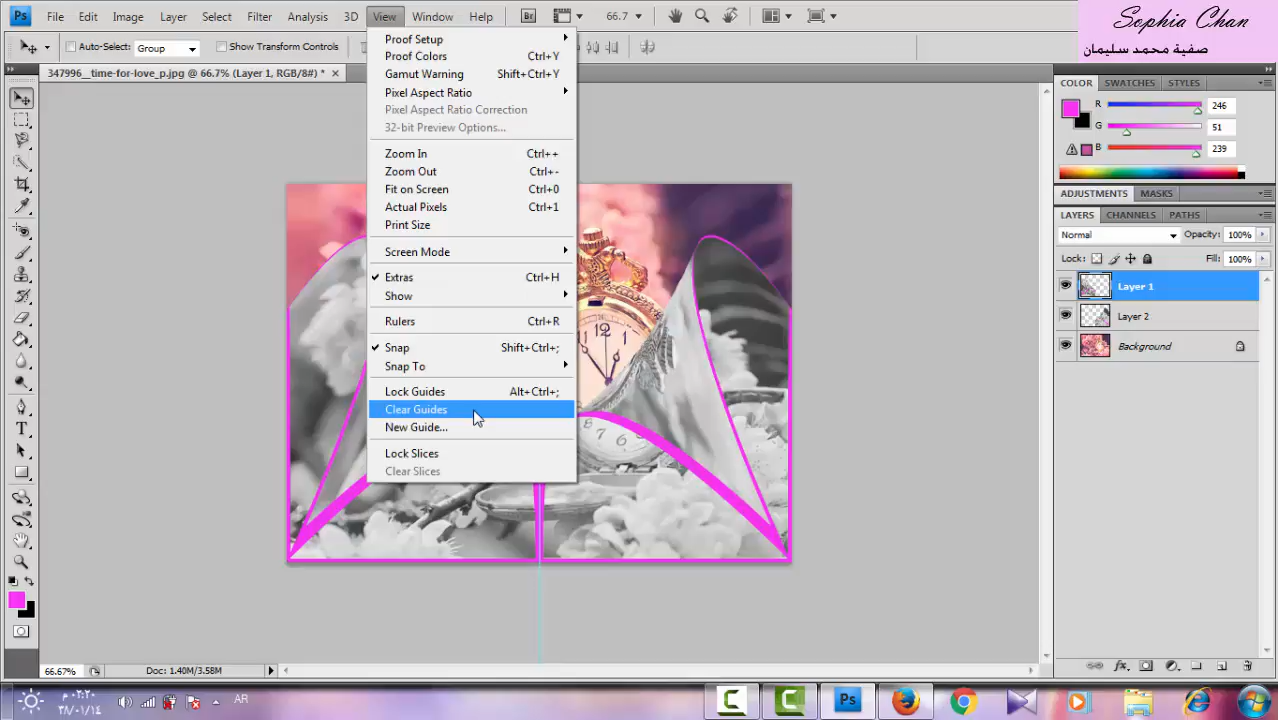 File Edit Image Layer Select Filter Analysis 3D View Window Help Br 66.7
Sophia Chan
صفية محمد سليمان
Auto-Select: Group Show Transform Controls
347996__time-for-love_p.jpg @ 66.7% (Layer 1, RGB/8#) *
Proof Setup
Proof Colors Ctrl+Y
Gamut Warning Shift+Ctrl+Y
Pixel Aspect Ratio
Pixel Aspect Ratio Correction
32-bit Preview Options...
Zoom In Ctrl++
Zoom Out Ctrl+-
Fit on Screen Ctrl+0
Actual Pixels Ctrl+1
Print Size
Screen Mode
Extras Ctrl+H
Show
Rulers Ctrl+R
Snap Shift+Ctrl+;
Snap To
Lock Guides Alt+Ctrl+;
Clear Guides
New Guide...
Lock Slices
Clear Slices
12
7 6 5
COLOR SWATCHES STYLES
R 246
G 51
B 239
ADJUSTMENTS MASKS
LAYERS CHANNELS PATHS
Normal Opacity: 100%
Lock: Fill: 100%
Layer 1
Layer 2
Background
66.67% Doc: 1.40M/3.58M
AR